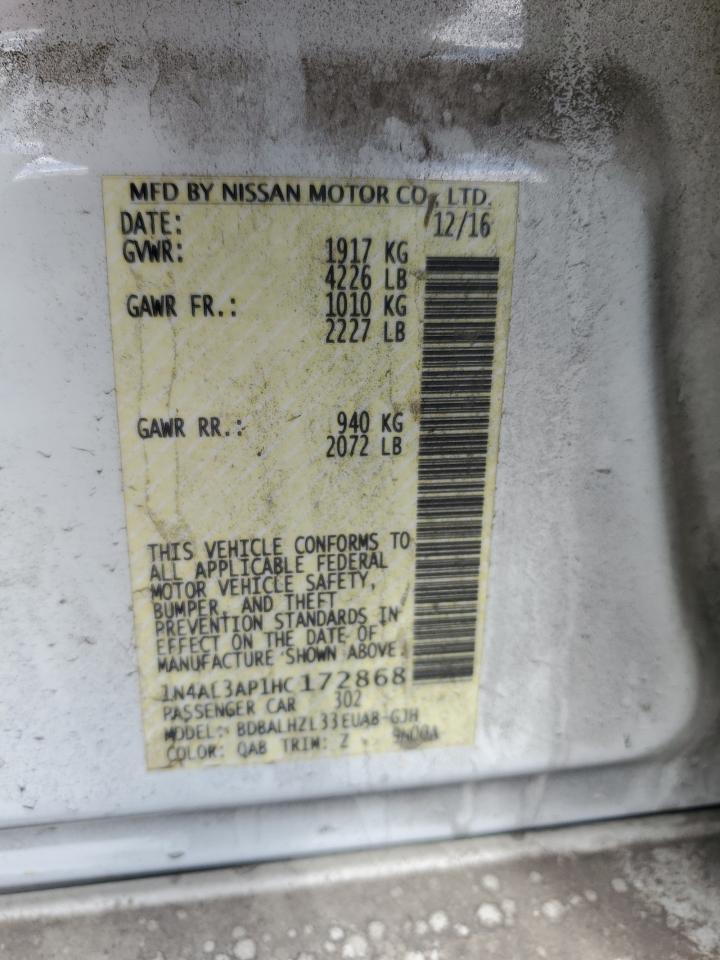 MFD BY NISSAN MOTOR CO., LTD.
DATE: 12/16
GVWR: 1917 KG
4226 LB
GAWR FR.: 1010 KG
2227 LB
GAWR RR.: 940 KG
2072 LB
THIS VEHICLE CONFORMS TO
ALL APPLICABLE FEDERAL
MOTOR VEHICLE SAFETY,
BUMPER, AND THEFT
PREVENTION STANDARDS IN
EFFECT ON THE DATE OF
MANUFACTURE SHOWN ABOVE.
1N4AL3AP1HC172868
PASSENGER CAR 302
MODEL: BDBALHZL33EUAB-GJH
COLOR: QAB TRIM: Z 9N00A